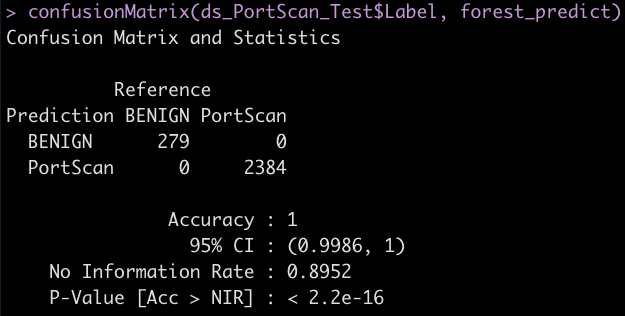 > confusionMatrix(ds_PortScan_Test$Label, forest_predict)
Confusion Matrix and Statistics
Reference
Prediction BENIGN PortScan
BENIGN 279 0
PortScan 0 2384
Accuracy : 1
95% CI : (0.9986, 1)
No Information Rate : 0.8952
P-Value [Acc > NIR] : < 2.2e-16